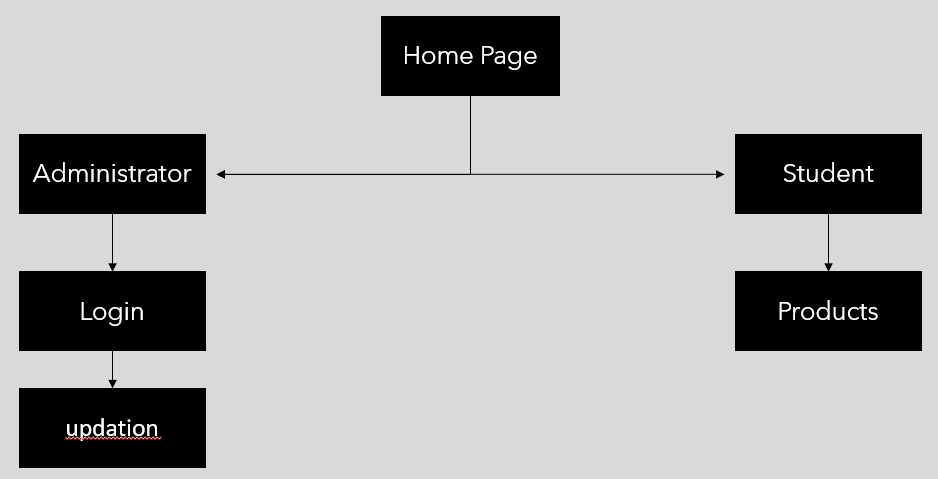 Home Page
Administrator
Student
Login
Products
updation